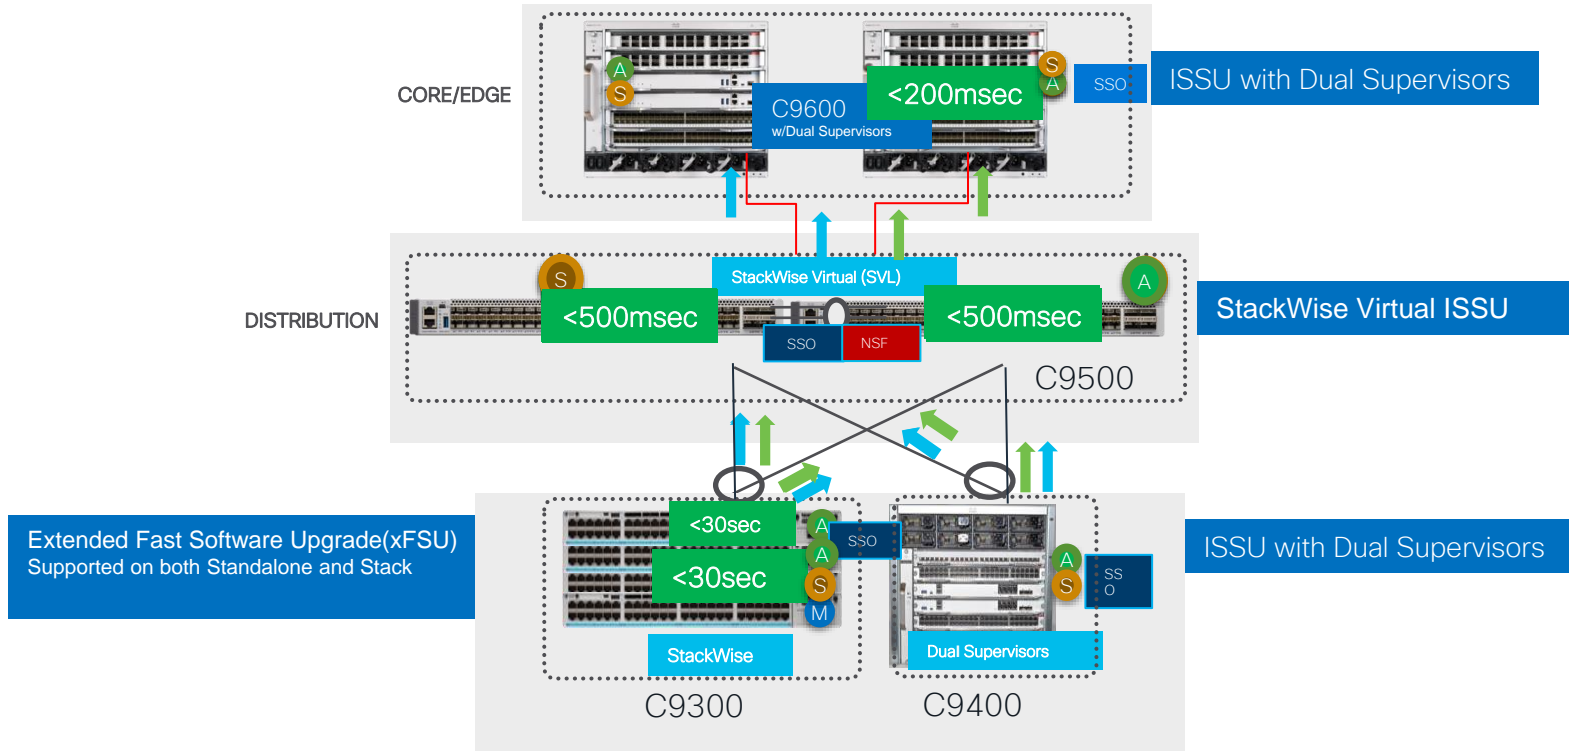 CORE/EDGE
A
S
C9600
w/Dual Supervisors
<200msec
S
A
SSO
ISSU with Dual Supervisors
DISTRIBUTION
StackWise Virtual (SVL)
S
A
<500msec
<500msec
SSO
NSF
C9500
StackWise Virtual ISSU
Extended Fast Software Upgrade(xFSU)
Supported on both Standalone and Stack
<30sec
<30sec
A
A
S
M
SSO
StackWise
C9300
A
S
SS
O
Dual Supervisors
C9400
ISSU with Dual Supervisors